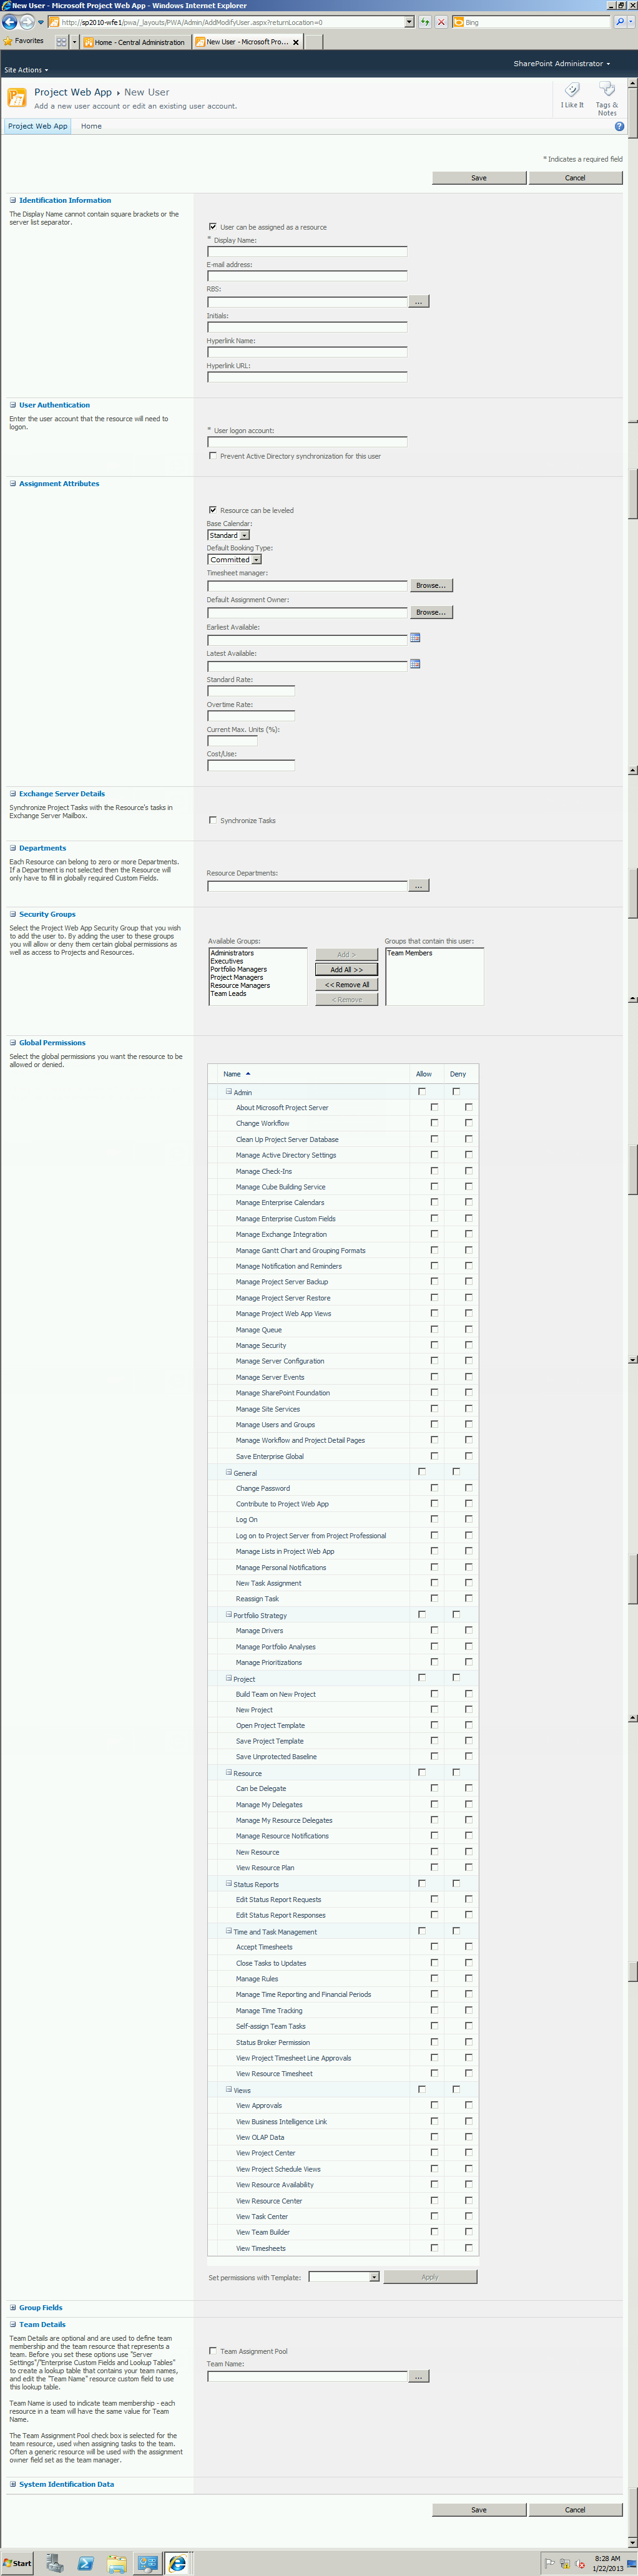 New User - Microsoft Project Web App - Windows Internet Explorer
http://sp2010-wfe1/pwa/_layouts/PWA/Admin/AddModifyUser.aspx?returnLocation=0
Bing
Favorites
Home - Central Administration
New User - Microsoft Pro...
Site Actions
SharePoint Administrator
Project Web App › New User
Add a new user account or edit an existing user account.
I Like It
Tags & Notes
Project Web App
Home
* Indicates a required field
Save
Cancel
Identification Information
The Display Name cannot contain square brackets or the
server list separator.
User can be assigned as a resource
* Display Name:
E-mail address:
RBS:
...
Initials:
Hyperlink Name:
Hyperlink URL:
User Authentication
Enter the user account that the resource will need to
logon.
* User logon account:
Prevent Active Directory synchronization for this user
Assignment Attributes
Resource can be leveled
Base Calendar:
Standard
Default Booking Type:
Committed
Timesheet manager:
Browse...
Default Assignment Owner:
Browse...
Earliest Available:
Latest Available:
Standard Rate:
Overtime Rate:
Current Max. Units (%):
Cost/Use:
Exchange Server Details
Synchronize Project Tasks with the Resource's tasks in
Exchange Server Mailbox.
Synchronize Tasks
Departments
Each Resource can belong to zero or more Departments.
If a Department is not selected then the Resource will
only have to fill in globally required Custom Fields.
Resource Departments:
...
Security Groups
Select the Project Web App Security Group that you wish
to add the user to. By adding the user to these groups
you will allow or deny them certain global permissions as
well as access to Projects and Resources.
Available Groups:
Administrators
Executives
Portfolio Managers
Project Managers
Resource Managers
Team Leads
Add >
Add All >>
<< Remove All
< Remove
Groups that contain this user:
Team Members
Global Permissions
Select the global permissions you want the resource to be
allowed or denied.
Name Allow Deny
Admin
About Microsoft Project Server
Change Workflow
Clean Up Project Server Database
Manage Active Directory Settings
Manage Check-Ins
Manage Cube Building Service
Manage Enterprise Calendars
Manage Enterprise Custom Fields
Manage Exchange Integration
Manage Gantt Chart and Grouping Formats
Manage Notification and Reminders
Manage Project Server Backup
Manage Project Server Restore
Manage Project Web App Views
Manage Queue
Manage Security
Manage Server Configuration
Manage Server Events
Manage SharePoint Foundation
Manage Site Services
Manage Users and Groups
Manage Workflow and Project Detail Pages
Save Enterprise Global
General
Change Password
Contribute to Project Web App
Log On
Log on to Project Server from Project Professional
Manage Lists in Project Web App
Manage Personal Notifications
New Task Assignment
Reassign Task
Portfolio Strategy
Manage Drivers
Manage Portfolio Analyses
Manage Prioritizations
Project
Build Team on New Project
New Project
Open Project Template
Save Project Template
Save Unprotected Baseline
Resource
Can be Delegate
Manage My Delegates
Manage My Resource Delegates
Manage Resource Notifications
New Resource
View Resource Plan
Status Reports
Edit Status Report Requests
Edit Status Report Responses
Time and Task Management
Accept Timesheets
Close Tasks to Updates
Manage Rules
Manage Time Reporting and Financial Periods
Manage Time Tracking
Self-assign Team Tasks
Status Broker Permission
View Project Timesheet Line Approvals
View Resource Timesheet
Views
View Approvals
View Business Intelligence Link
View OLAP Data
View Project Center
View Project Schedule Views
View Resource Availability
View Resource Center
View Task Center
View Team Builder
View Timesheets
Set permissions with Template:
Apply
Group Fields
Team Details
Team Details are optional and are used to define team
membership and the team resource that represents a
team. Before you set these options use "Server
Settings"/"Enterprise Custom Fields and Lookup Tables"
to create a lookup table that contains your team names,
and edit the "Team Name" resource custom field to use
this lookup table.
Team Name is used to indicate team membership - each
resource in a team will have the same value for Team
Name.
The Team Assignment Pool check box is selected for the
team resource, used when assigning tasks to the team.
Often a generic resource will be used with the assignment
owner field set as the team manager.
Team Assignment Pool
Team Name:
...
System Identification Data
Save
Cancel
Start
8:28 AM
1/22/2013